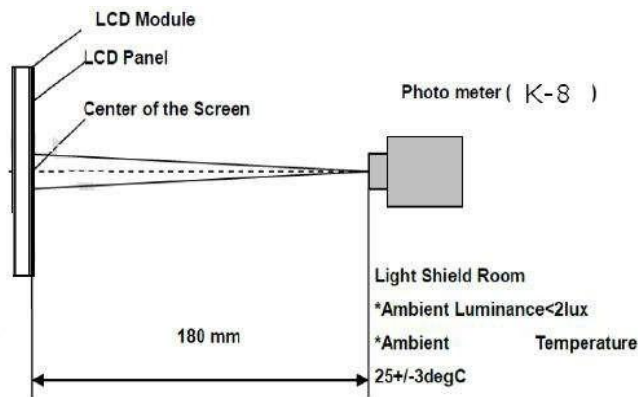 LCD Module
LCD Panel
Center of the Screen
Photo meter ( K-8 )
Light Shield Room
*Ambient Luminance<2lux
*Ambient Temperature
25+/-3degC
180 mm